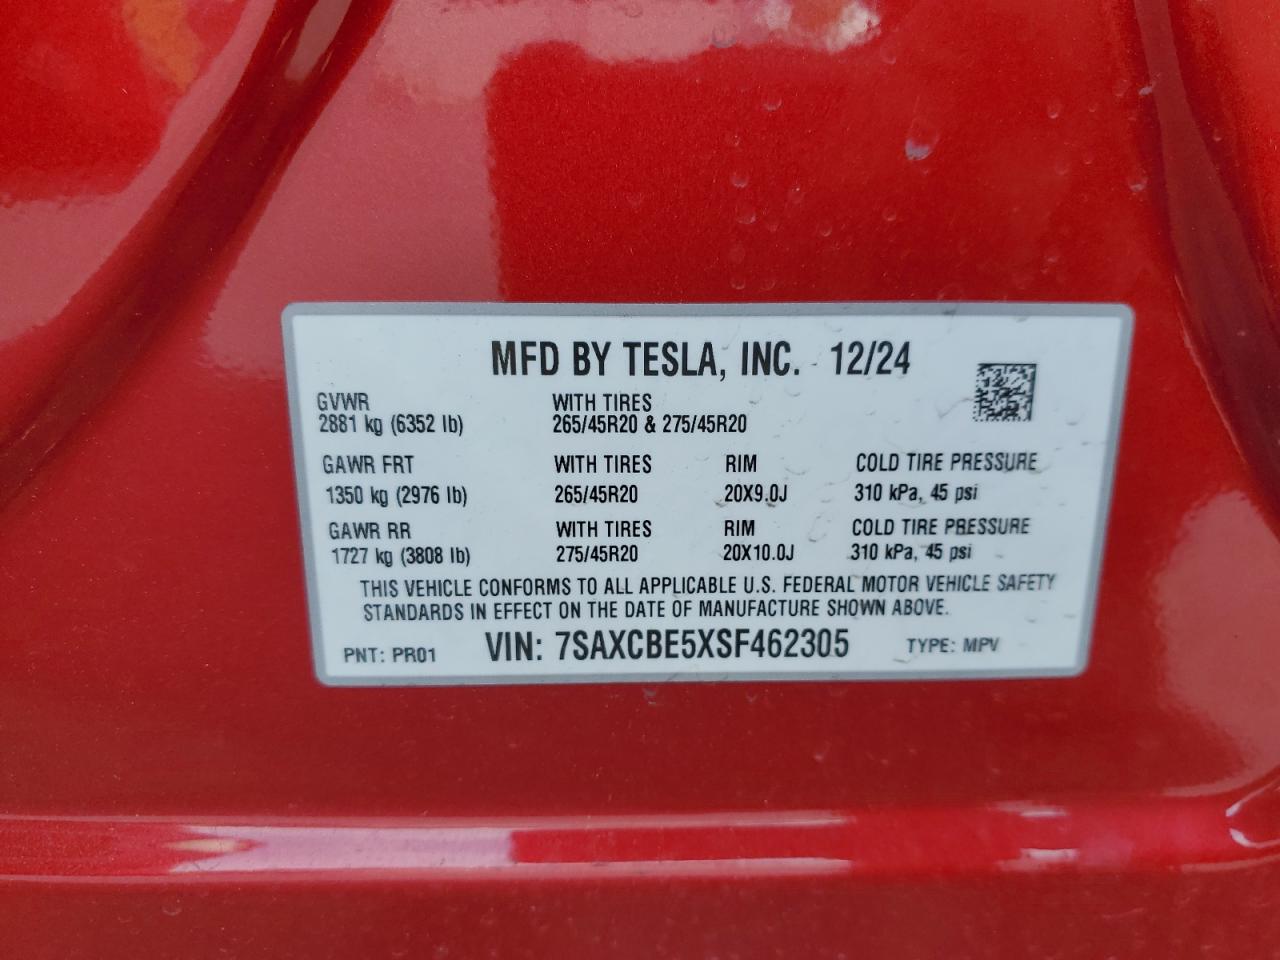 MFD BY TESLA, INC. 12/24
GVWR WITH TIRES
2881 kg (6352 lb) 265/45R20 & 275/45R20
GAWR FRT WITH TIRES RIM COLD TIRE PRESSURE
1350 kg (2976 lb) 265/45R20 20X9.0J 310 kPa, 45 psi
GAWR RR WITH TIRES RIM COLD TIRE PRESSURE
1727 kg (3808 lb) 275/45R20 20X10.0J 310 kPa, 45 psi
THIS VEHICLE CONFORMS TO ALL APPLICABLE U.S. FEDERAL MOTOR VEHICLE SAFETY
STANDARDS IN EFFECT ON THE DATE OF MANUFACTURE SHOWN ABOVE.
PNT: PR01 VIN: 7SAXCBE5XSF462305 TYPE: MPV